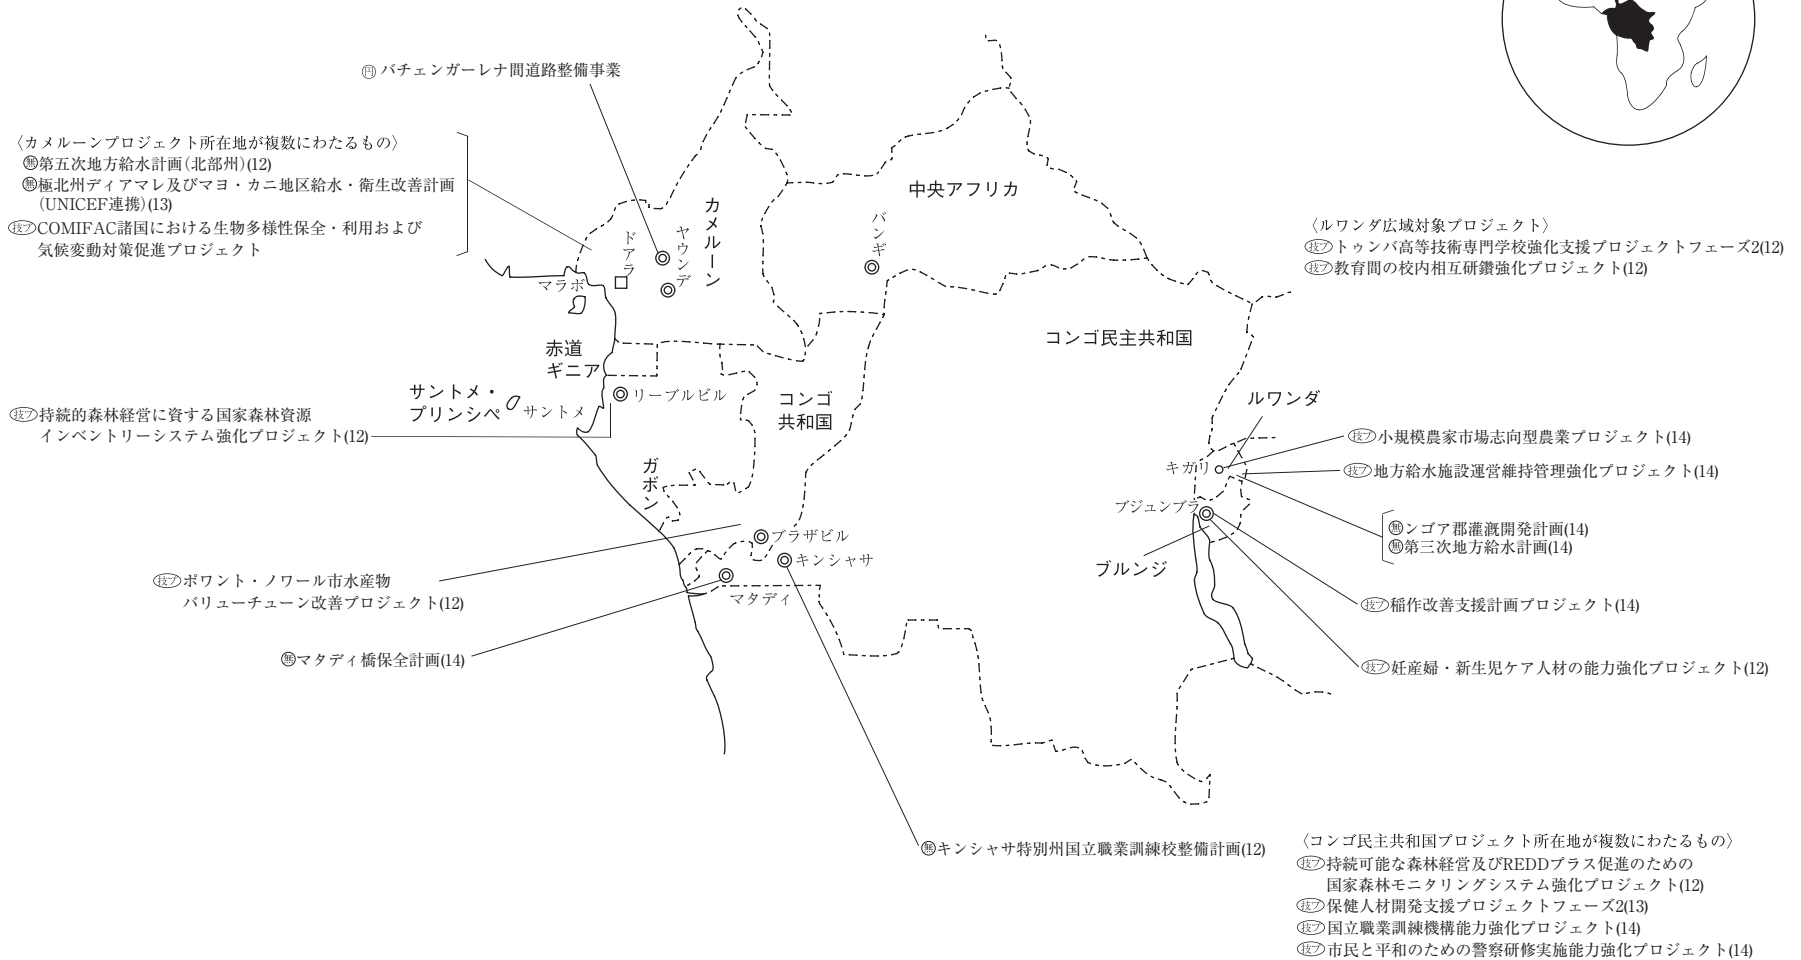 ㊀バチェンガーレナ間道路整備事業
〈カメルーンプロジェクト所在地が複数にわたるもの〉
無第五次地方給水計画(北部州)(12)
無極北州ディアマレ及びマヨ・カニ地区給水・衛生改善計画
(UNICEF連携)(13)
技プCOMIFAC諸国における生物多様性保全・利用および
気候変動対策促進プロジェクト
カメルーン
ドアラ
ヤウンデ
マラボ
赤道
ギニア
サントメ・
プリンシペ
サントメ
リーブルビル
ガボン
コンゴ
共和国
中央アフリカ
バンギ
コンゴ民主共和国
ブラザビル
キンシャサ
マタディ
ルワンダ
キガリ
ブジュンブラ
ブルンジ
技プ持続的森林経営に資する国家森林資源
インベントリーシステム強化プロジェクト(12)
技プポワント・ノワール市水産物
バリューチューン改善プロジェクト(12)
無マタディ橋保全計画(14)
無キンシャサ特別州国立職業訓練校整備計画(12)
〈ルワンダ広域対象プロジェクト〉
技プトゥンバ高等技術専門学校強化支援プロジェクトフェーズ2(12)
技プ教育間の校内相互研鑽強化プロジェクト(12)
技プ小規模農家市場志向型農業プロジェクト(14)
技プ地方給水施設運営維持管理強化プロジェクト(14)
無ンゴア郡灌漑開発計画(14)
無第三次地方給水計画(14)
技プ稲作改善支援計画プロジェクト(14)
技プ妊産婦・新生児ケア人材の能力強化プロジェクト(12)
〈コンゴ民主共和国プロジェクト所在地が複数にわたるもの〉
技プ持続可能な森林経営及びREDDプラス促進のための
国家森林モニタリングシステム強化プロジェクト(12)
技プ保健人材開発支援プロジェクトフェーズ2(13)
技プ国立職業訓練機構能力強化プロジェクト(14)
技プ市民と平和のための警察研修実施能力強化プロジェクト(14)